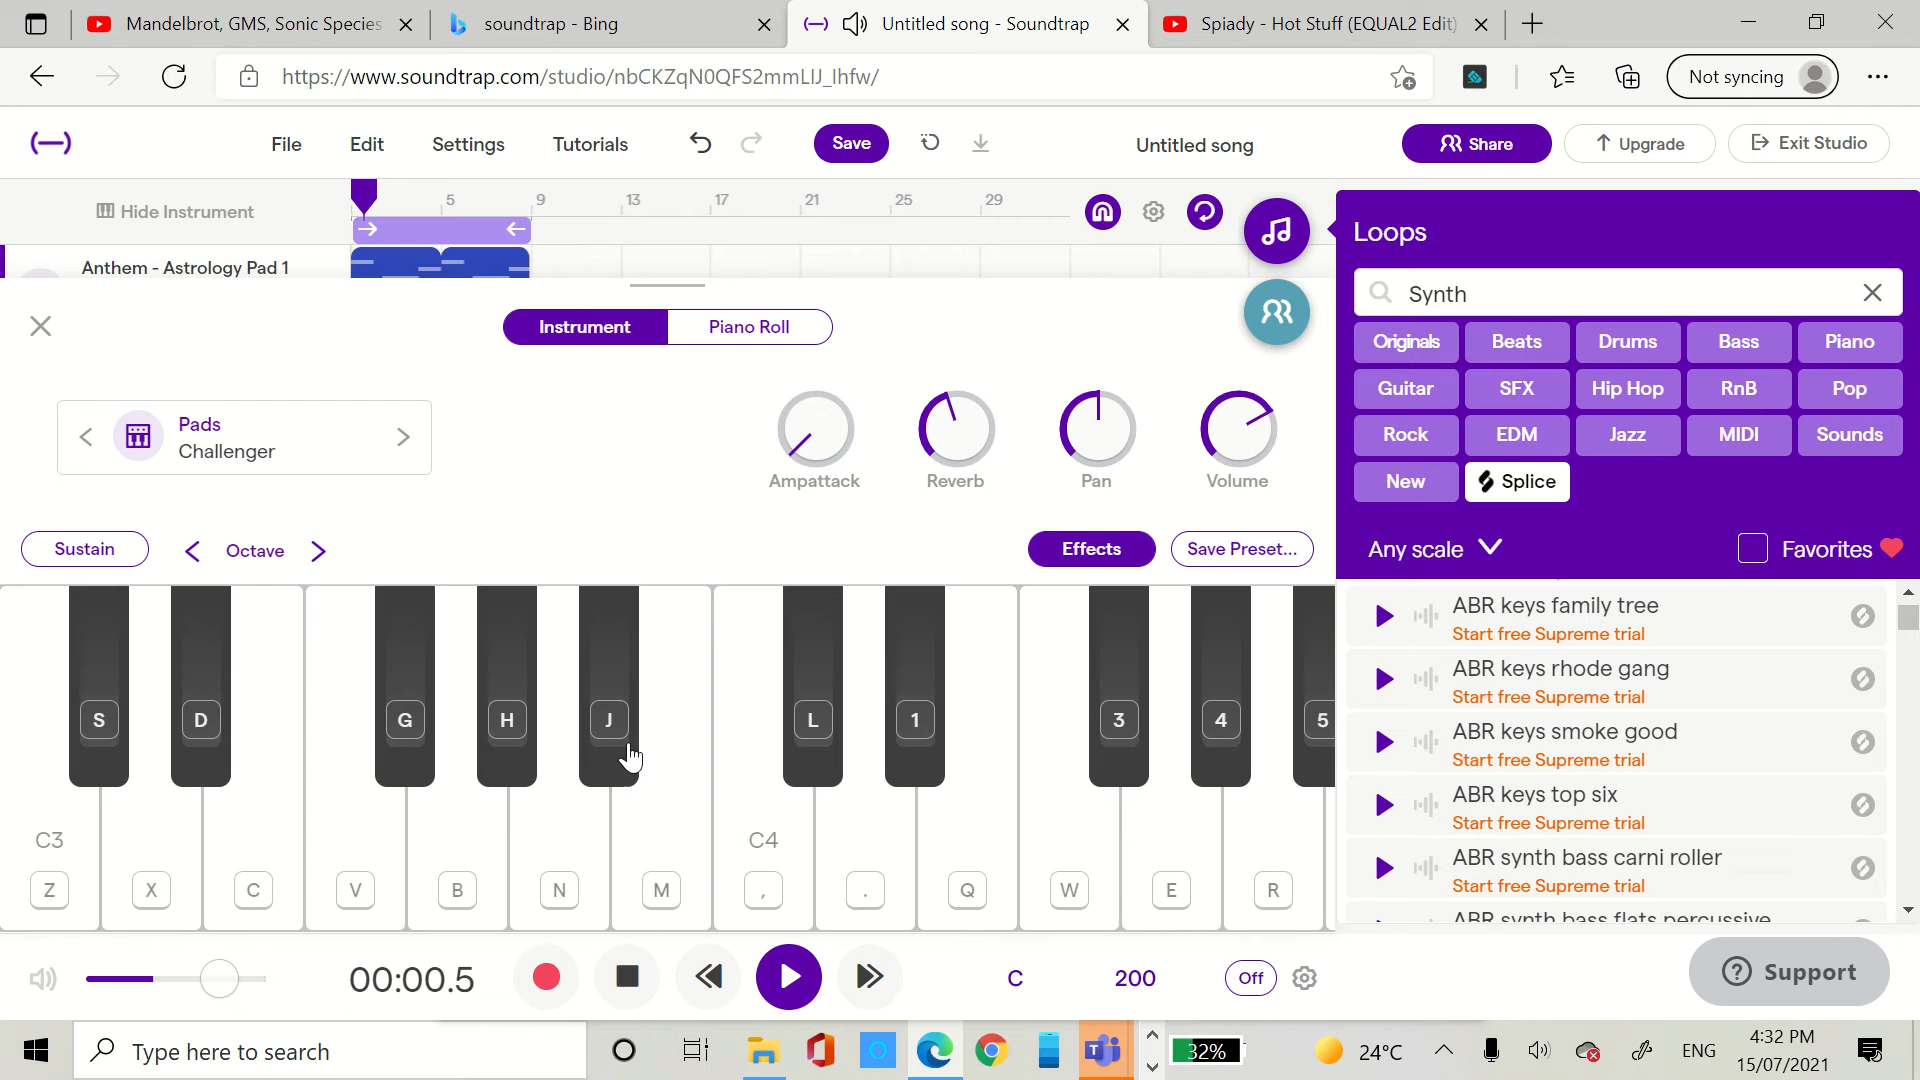 Mandelbrot, GMS, Sonic Species
soundtrap - Bing
Untitled song - Soundtrap
Spiady - Hot Stuff (EQUAL2 Edit)
https://www.soundtrap.com/studio/nbCKZqN0QFS2mmLIJ_Ihfw/
Not syncing
File Edit Settings Tutorials Save Untitled song Share Upgrade Exit Studio
Hide Instrument 5 9 13 17 21 25 29
Anthem - Astrology Pad 1
Loops
Synth
Instrument Piano Roll
Originals Beats Drums Bass Piano
Guitar SFX Hip Hop RnB Pop
Rock EDM Jazz MIDI Sounds
New Splice
Pads
Challenger
Ampattack Reverb Pan Volume
Sustain Octave Effects Save Preset...
Any scale Favorites
ABR keys family tree
Start free Supreme trial
ABR keys rhode gang
Start free Supreme trial
ABR keys smoke good
Start free Supreme trial
ABR keys top six
Start free Supreme trial
ABR synth bass carni roller
Start free Supreme trial
ABR synth bass flats percussive
S D G H J L 1 3 4 5
C3 C4
Z X C V B N M , . Q W E R
00:00.5 C 200 Off
Support
Type here to search
32% 24°C ENG
4:32 PM
15/07/2021